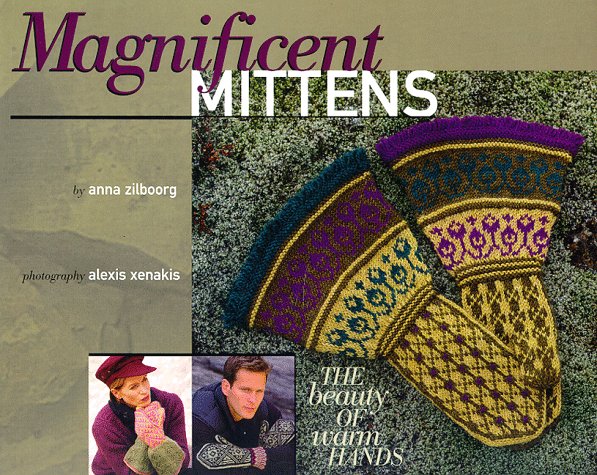 Magnificent
MITTENS
by anna zilboorg
photography alexis xenakis
THE
beauty
OF
warm
HANDS